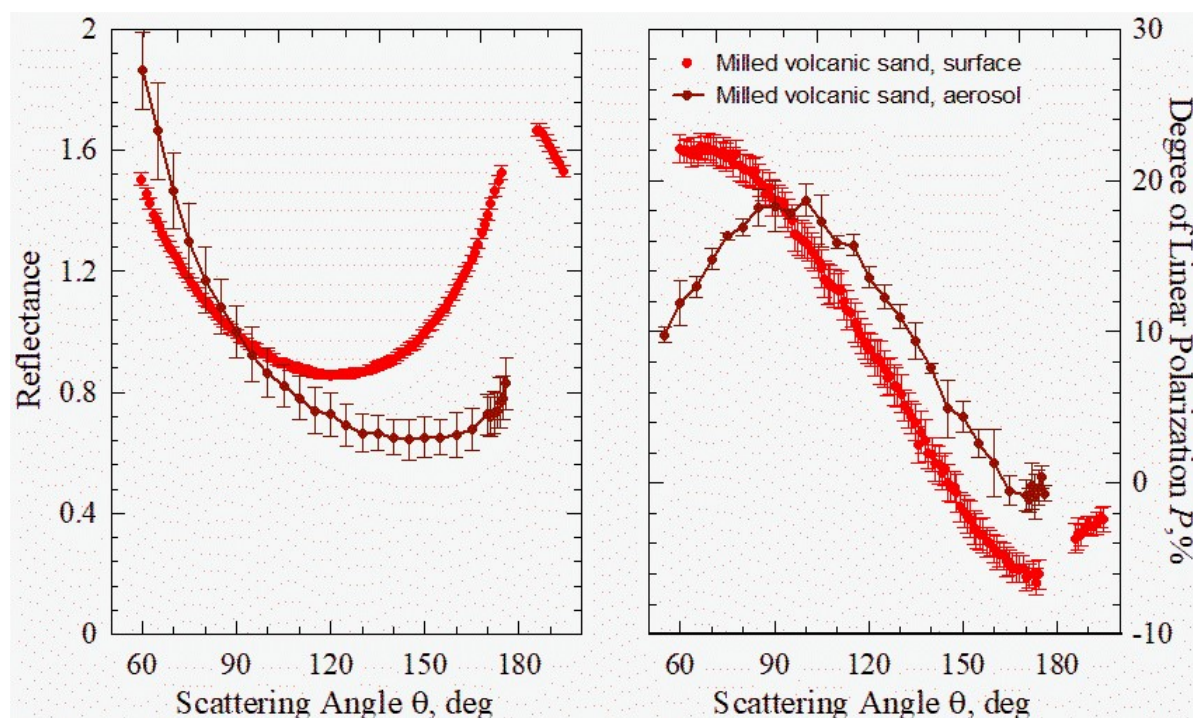 2
1.6
1.2
0.8
0.4
0
Reflectance
60 90 120 150 180
Scattering Angle θ, deg
Milled volcanic sand, surface
Milled volcanic sand, aerosol
30
20
10
0
-10
Degree of Linear Polarization P,%
60 90 120 150 180
Scattering Angle θ, deg